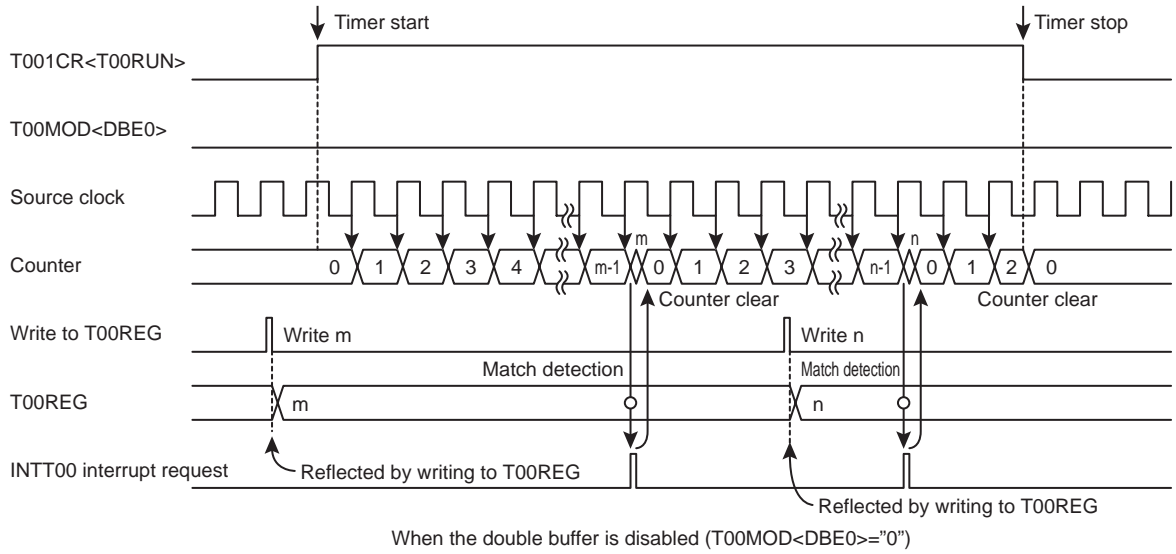 Timer start
Timer stop
T001CR<T00RUN>
T00MOD<DBE0>
Source clock
m
n
Counter
0 1 2 3 4 m-1 0 1 2 3 n-1 0 1 2 0
Counter clear
Counter clear
Write to T00REG
Write m
Write n
Match detection
Match detection
T00REG
m
n
INTT00 interrupt request
Reflected by writing to T00REG
Reflected by writing to T00REG
When the double buffer is disabled (T00MOD<DBE0>=”0”)